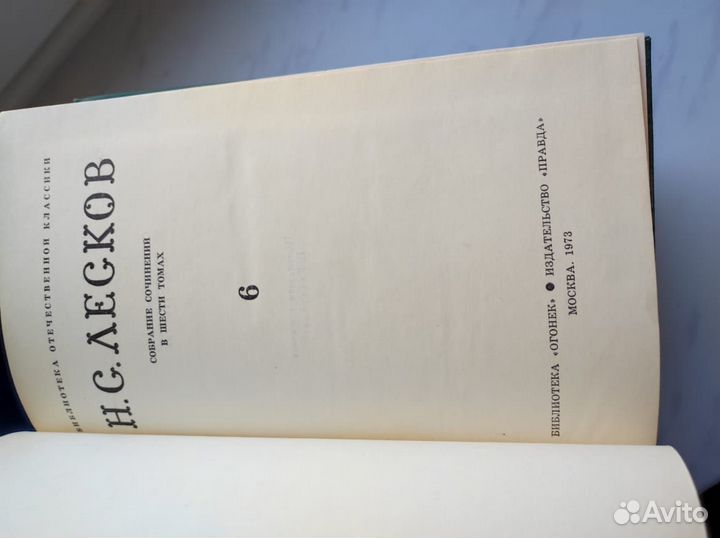 БИБЛИОТЕКА ОТЕЧЕСТВЕННОЙ КЛАССИКИ
Н. С. ЛЕСКОВ
СОБРАНИЕ СОЧИНЕНИЙ
В ШЕСТИ ТОМАХ
6
БИБЛИОТЕКА «ОГОНЕК» ● ИЗДАТЕЛЬСТВО «ПРАВДА»
МОСКВА. 1973
Avito